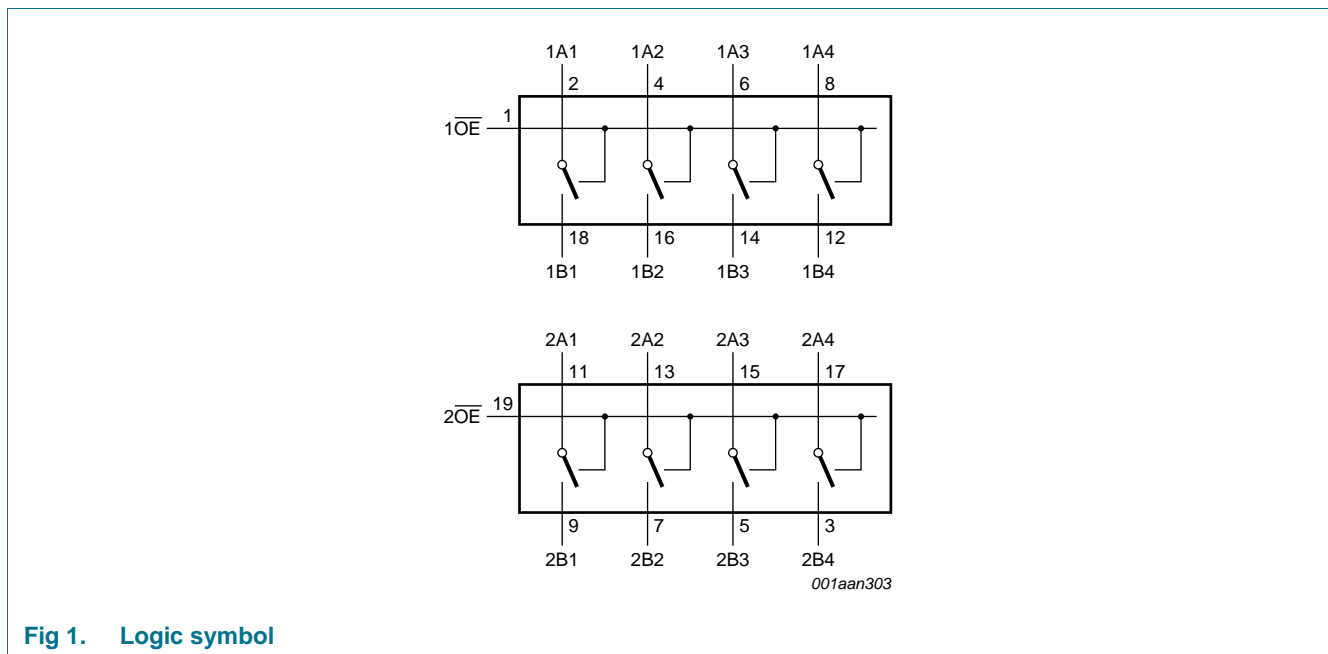 1A1 1A2 1A3 1A4
2 4 6 8
1O̅E̅ 1
18 16 14 12
1B1 1B2 1B3 1B4
2A1 2A2 2A3 2A4
11 13 15 17
2O̅E̅ 19
9 7 5 3
2B1 2B2 2B3 2B4
001aan303
Fig 1. Logic symbol